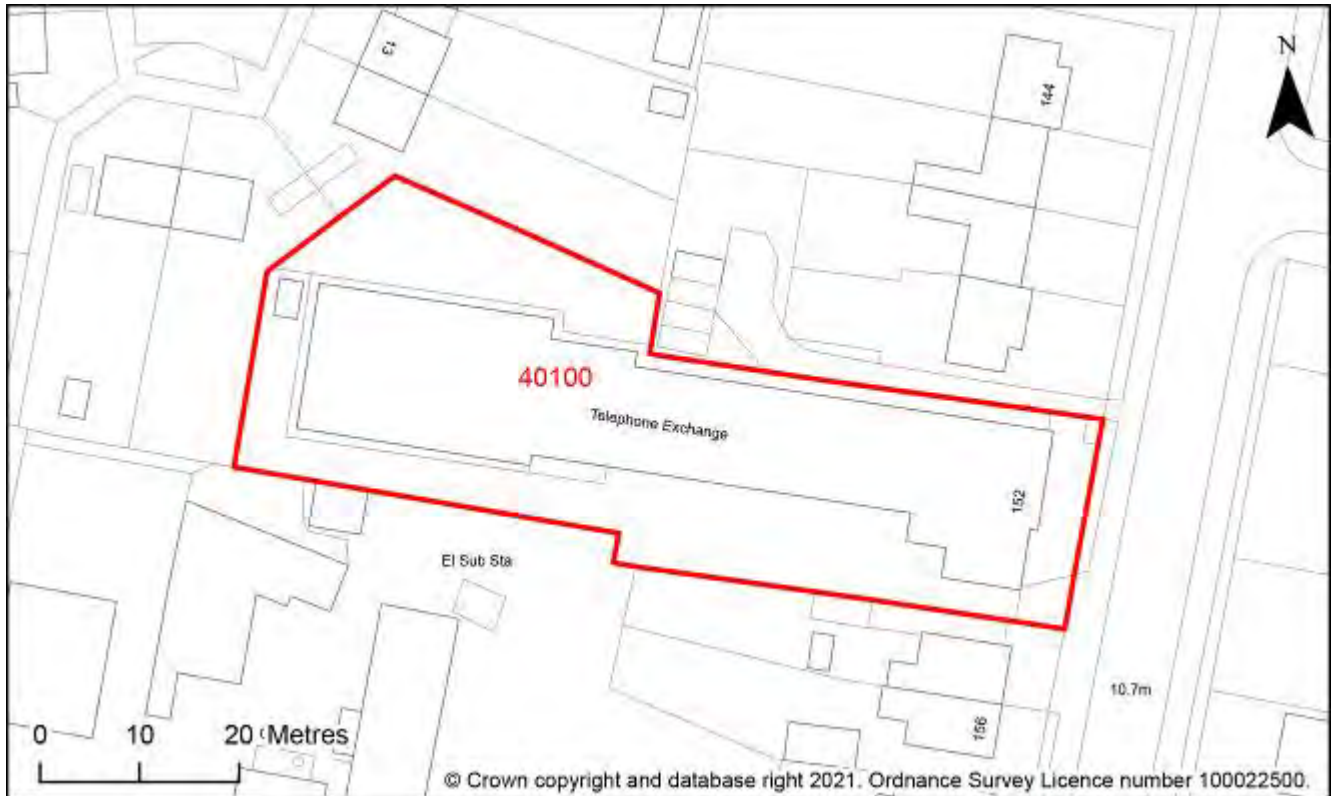 13
N
144
40100
Telephone Exchange
152
El Sub Sta
10.7m
156
0 10 20 Metres
© Crown copyright and database right 2021. Ordnance Survey Licence number 100022500.